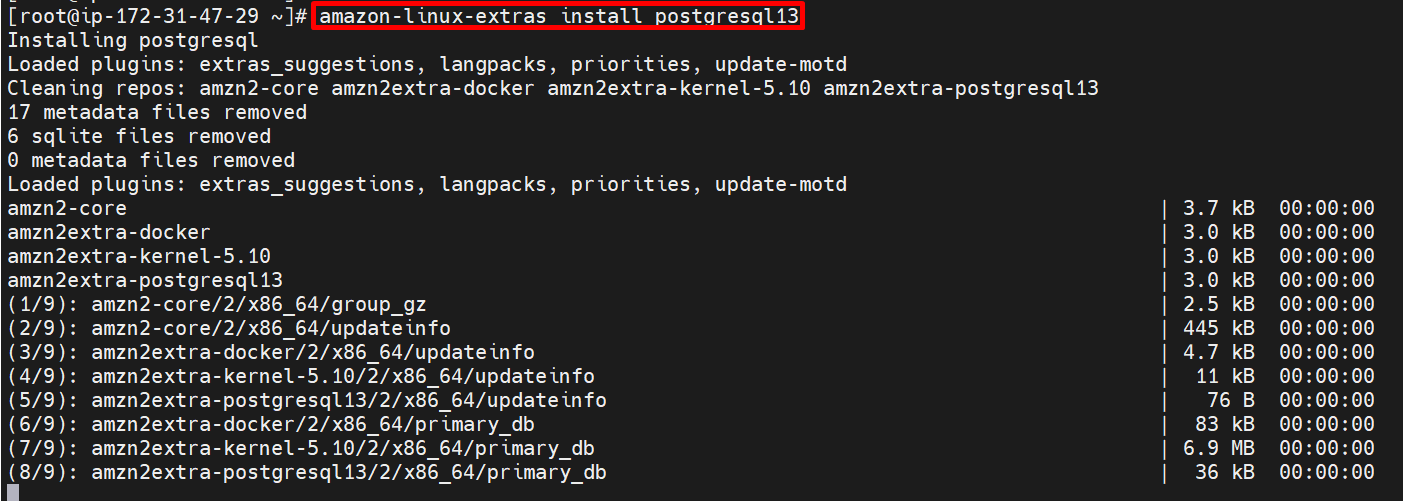 [root@ip-172-31-47-29 ~]# amazon-linux-extras install postgresql13
Installing postgresql
Loaded plugins: extras_suggestions, langpacks, priorities, update-motd
Cleaning repos: amzn2-core amzn2extra-docker amzn2extra-kernel-5.10 amzn2extra-postgresql13
17 metadata files removed
6 sqlite files removed
0 metadata files removed
Loaded plugins: extras_suggestions, langpacks, priorities, update-motd
amzn2-core | 3.7 kB 00:00:00
amzn2extra-docker | 3.0 kB 00:00:00
amzn2extra-kernel-5.10 | 3.0 kB 00:00:00
amzn2extra-postgresql13 | 3.0 kB 00:00:00
(1/9): amzn2-core/2/x86_64/group_gz | 2.5 kB 00:00:00
(2/9): amzn2-core/2/x86_64/updateinfo | 445 kB 00:00:00
(3/9): amzn2extra-docker/2/x86_64/updateinfo | 4.7 kB 00:00:00
(4/9): amzn2extra-kernel-5.10/2/x86_64/updateinfo | 11 kB 00:00:00
(5/9): amzn2extra-postgresql13/2/x86_64/updateinfo | 76 B 00:00:00
(6/9): amzn2extra-docker/2/x86_64/primary_db | 83 kB 00:00:00
(7/9): amzn2extra-kernel-5.10/2/x86_64/primary_db | 6.9 MB 00:00:00
(8/9): amzn2extra-postgresql13/2/x86_64/primary_db | 36 kB 00:00:00